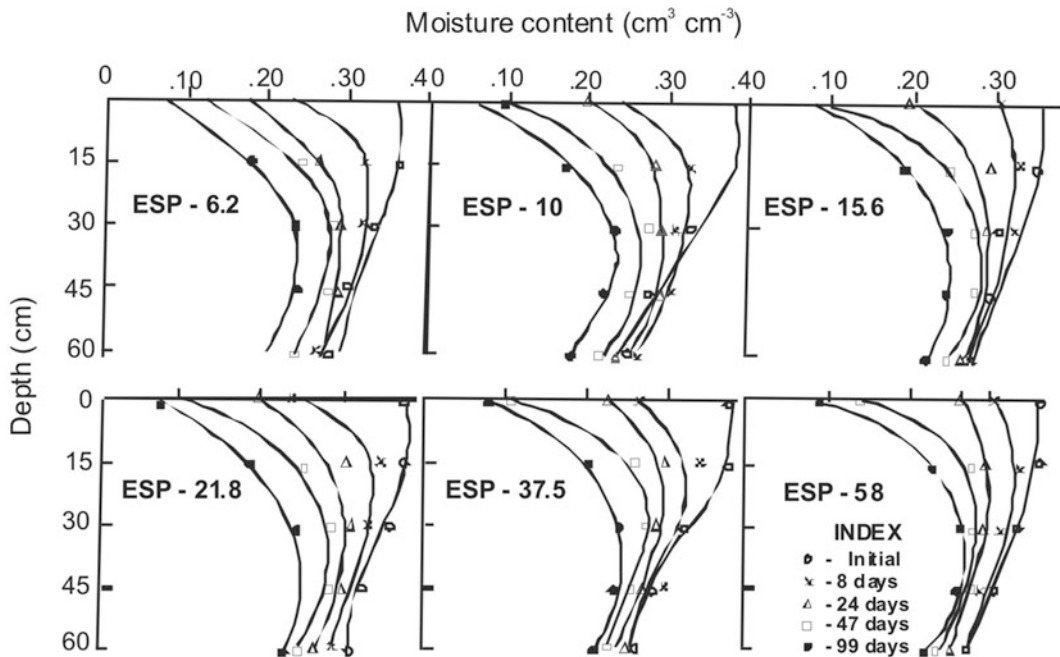 Moisture content (cm³ cm⁻³)
0 .10 .20 .30 .40 .10 .20 .30 .40 .10 .20 .30
15
30
45
60
ESP - 6.2
ESP - 10
ESP - 15.6
Depth (cm)
0
15
30
45
60
ESP - 21.8
ESP - 37.5
ESP - 58
INDEX
- Initial
- 8 days
- 24 days
- 47 days
- 99 days